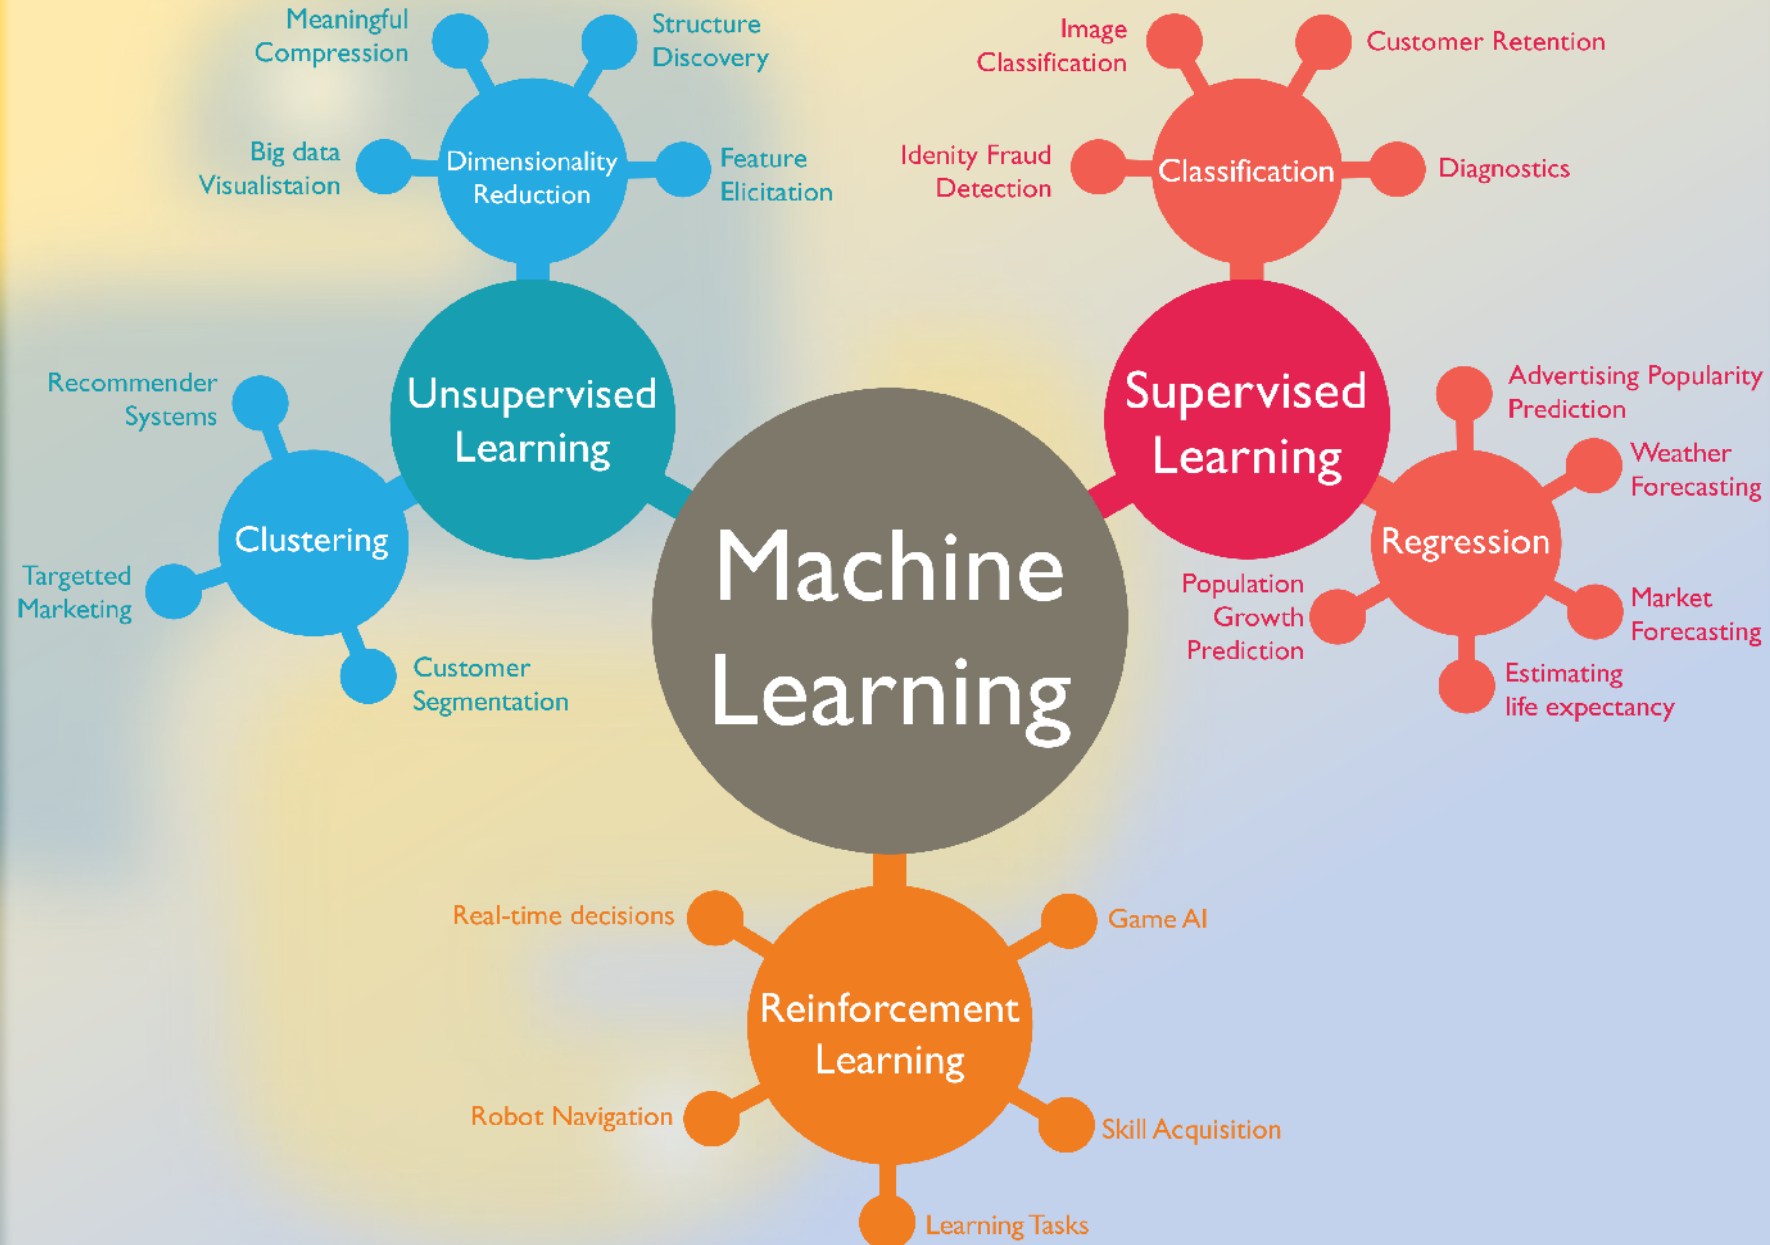 Meaningful
Compression
Structure
Discovery
Big data
Visualistaion
Dimensionality
Reduction
Feature
Elicitation
Image
Classification
Customer Retention
Idenity Fraud
Detection
Classification
Diagnostics
Recommender
Systems
Unsupervised
Learning
Clustering
Targetted
Marketing
Customer
Segmentation
Machine
Learning
Supervised
Learning
Advertising Popularity
Prediction
Weather
Forecasting
Regression
Population
Growth
Prediction
Market
Forecasting
Estimating
life expectancy
Real-time decisions
Game AI
Reinforcement
Learning
Robot Navigation
Skill Acquisition
Learning Tasks